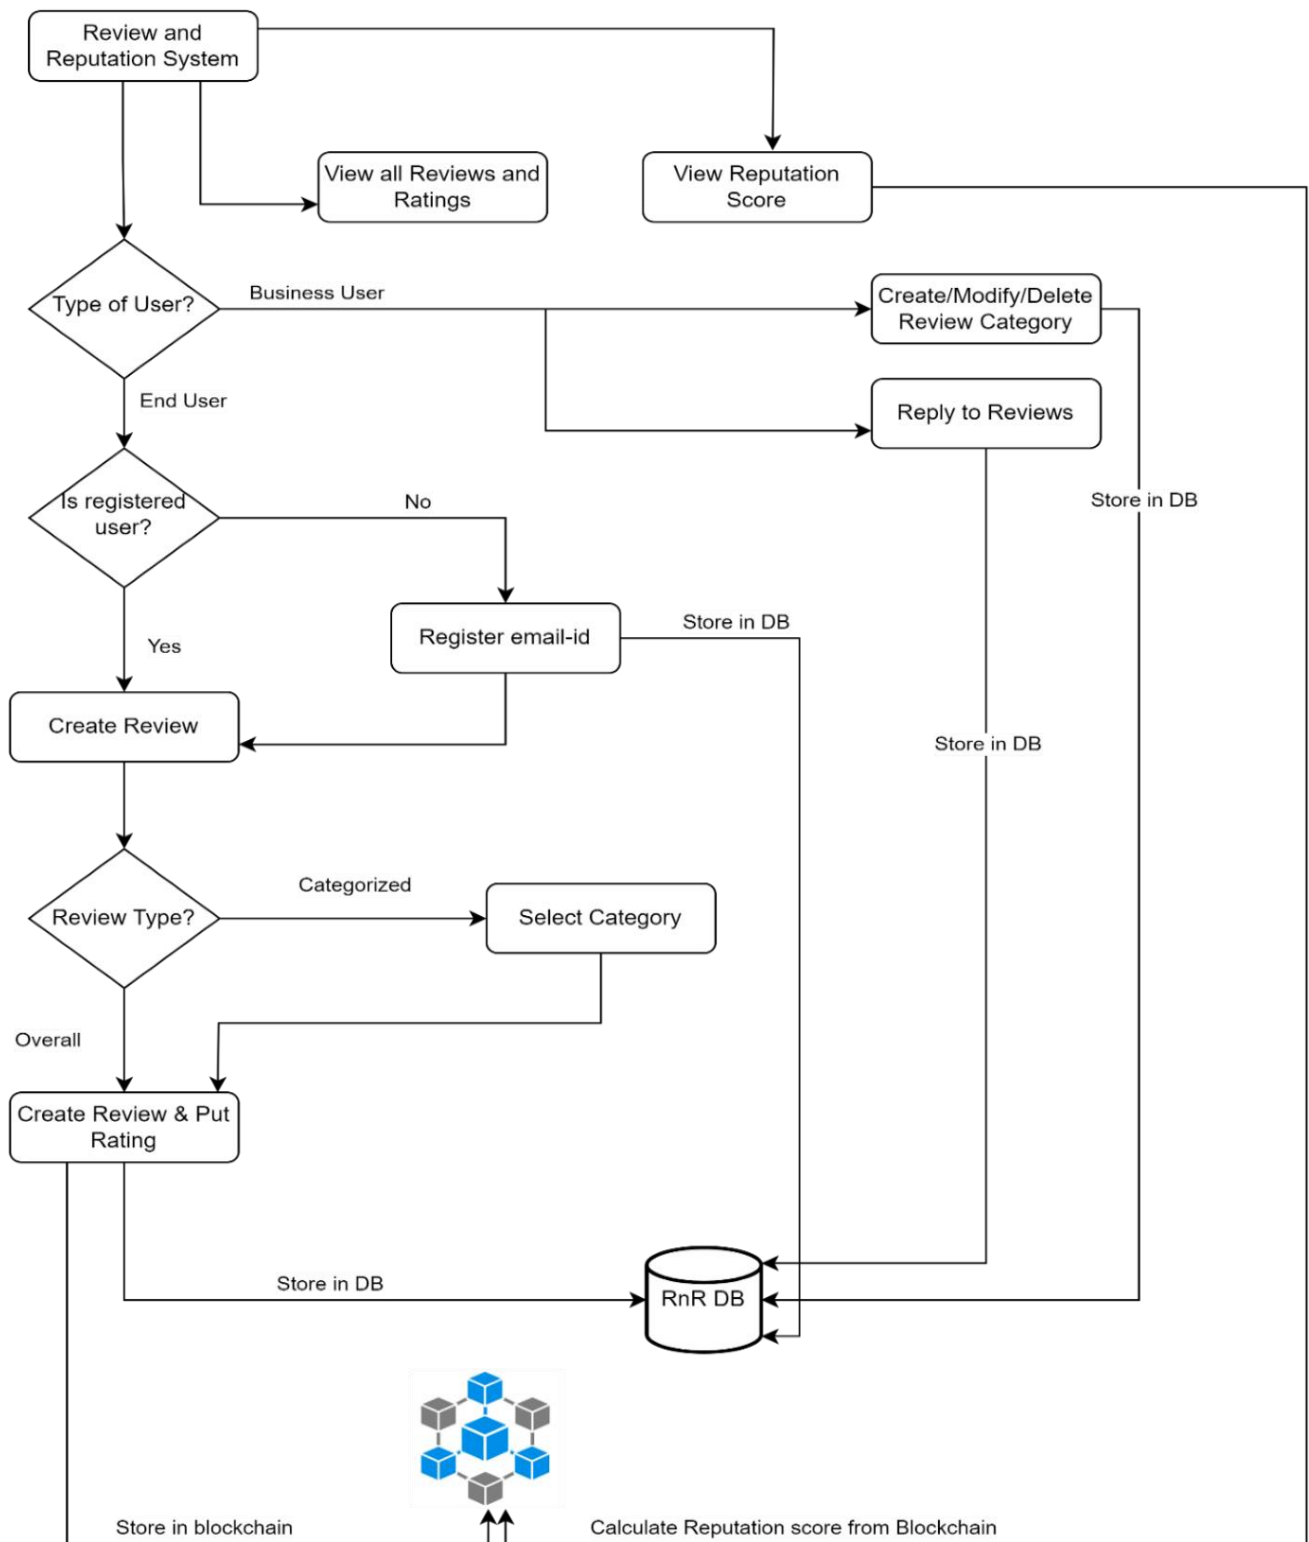 Review and
Reputation System
View all Reviews and
Ratings
View Reputation
Score
Type of User?
Business User
Create/Modify/Delete
Review Category
End User
Reply to Reviews
Is registered
user?
No
Store in DB
Register email-id
Store in DB
Yes
Create Review
Store in DB
Categorized
Review Type?
Select Category
Overall
Create Review & Put
Rating
Store in DB
RnR DB
Store in blockchain
Calculate Reputation score from Blockchain